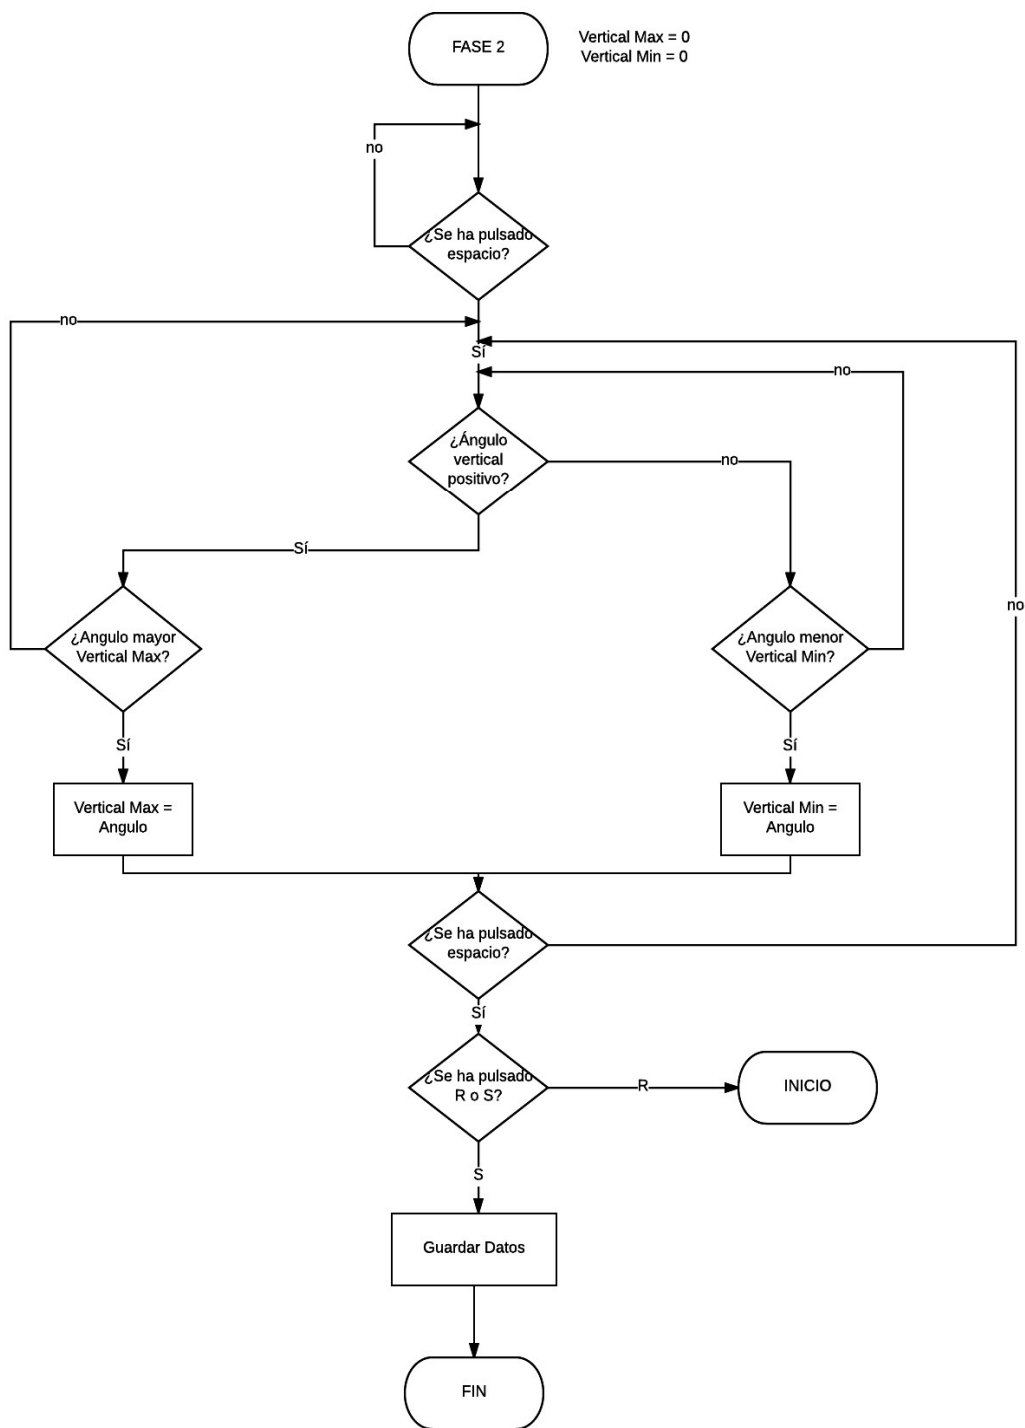 FASE 2
Vertical Max = 0
Vertical Min = 0
no
¿Se ha pulsado
espacio?
no
Sí
no
¿Ángulo
vertical
positivo?
no
Sí
no
¿Angulo mayor
Vertical Max?
¿Angulo menor
Vertical Min?
Sí
Sí
Vertical Max =
Angulo
Vertical Min =
Angulo
¿Se ha pulsado
espacio?
Sí
¿Se ha pulsado
R o S?
R
INICIO
S
Guardar Datos
FIN